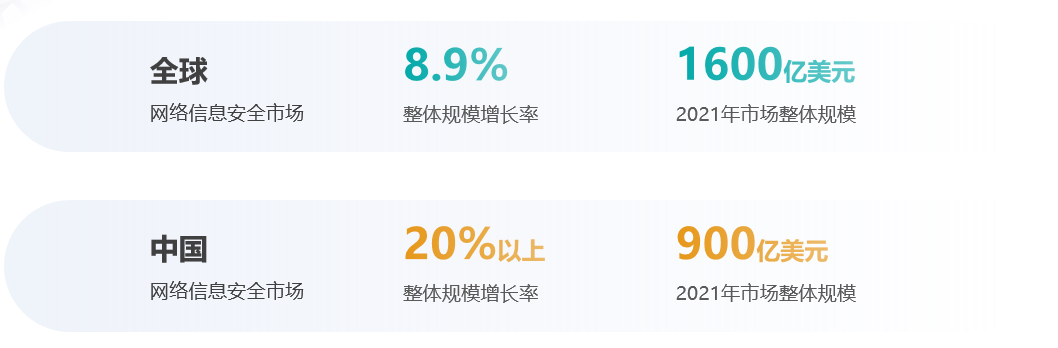 全球
网络信息安全市场
8.9%
整体规模增长率
1600亿美元
2021年市场整体规模
中国
网络信息安全市场
20%以上
整体规模增长率
900亿美元
2021年市场整体规模